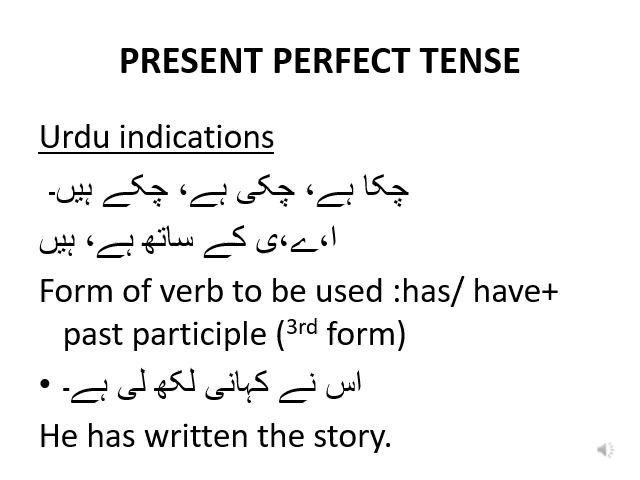 PRESENT PERFECT TENSE
Urdu indications
چکا ہے، چکی ہے، چکے ہیں۔
ا،ے،ی کے ساتھ ہے، ہیں
Form of verb to be used :has/ have+
past participle (3rd form)
• اس نے کہانی لکھ لی ہے۔
He has written the story.